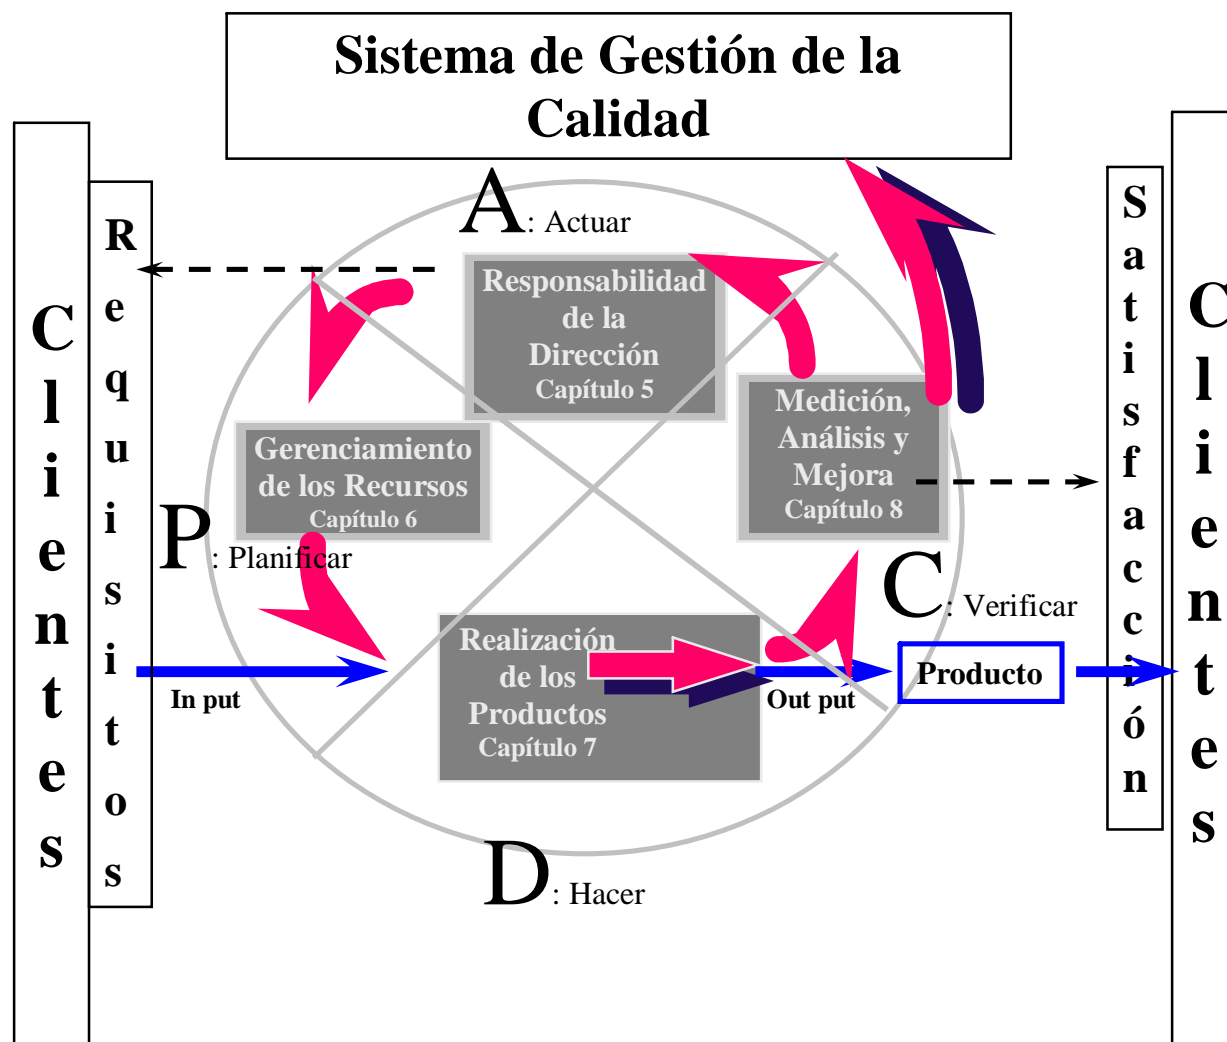 Sistema de Gestión de la
Calidad
Clientes
Requisitos
A: Actuar
Responsabilidad
de la
Dirección
Capítulo 5
Medición,
Análisis y
Mejora
Capítulo 8
Gerenciamiento
de los Recursos
Capítulo 6
P: Planificar
C: Verificar
Realización
de los
Productos
Capítulo 7
In put
Out put
Producto
D: Hacer
Satisfacción
Clientes